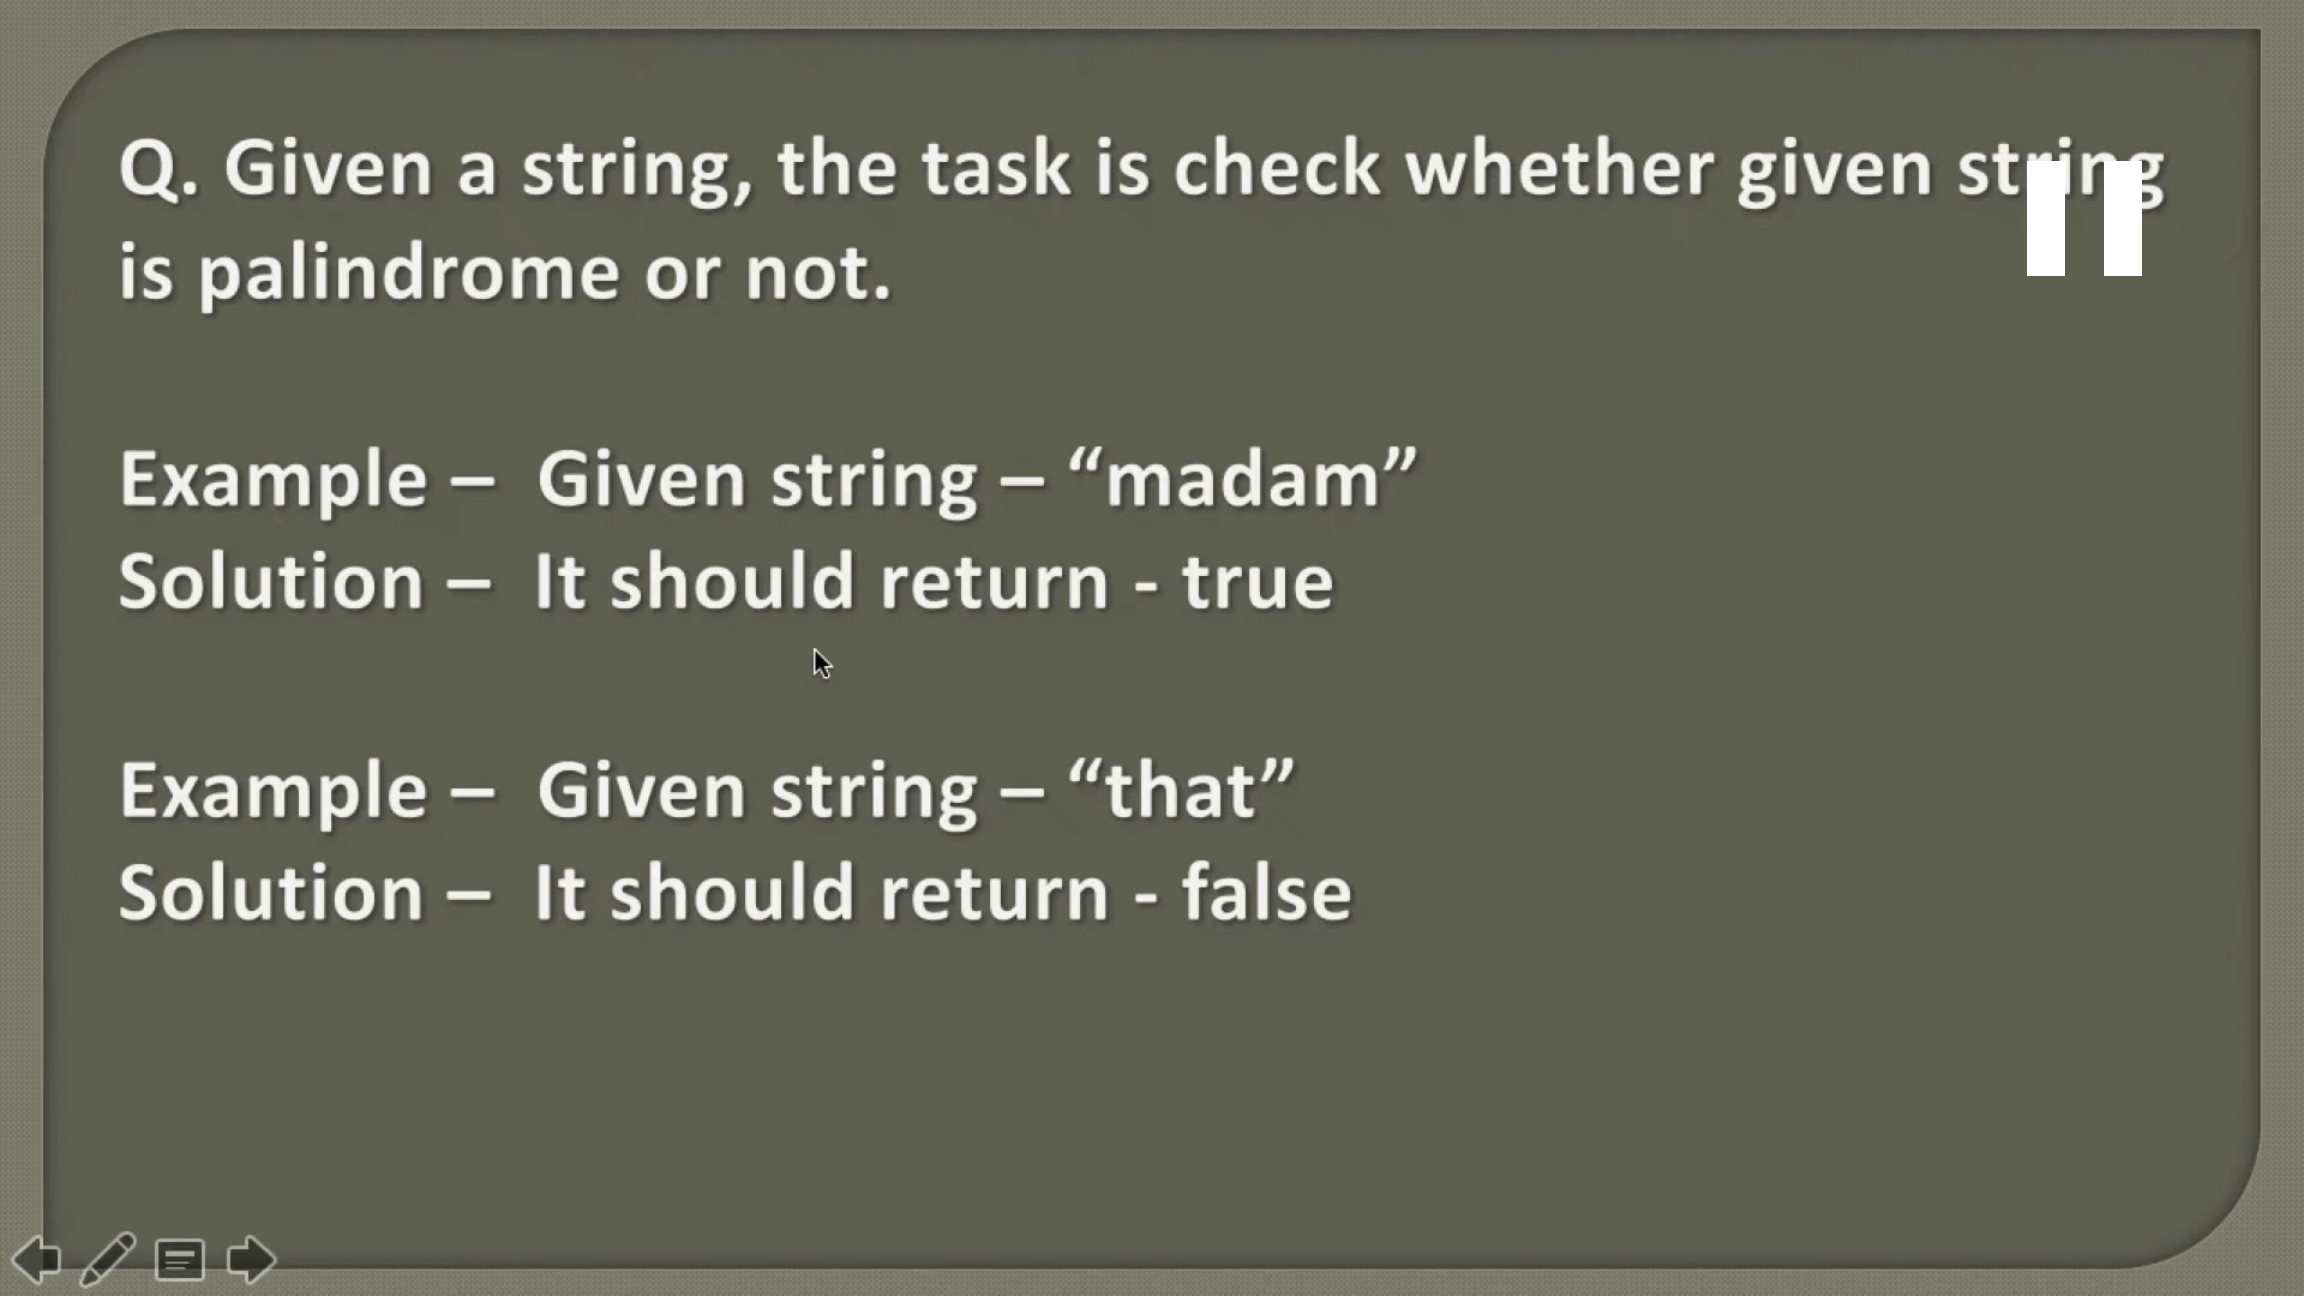 Q. Given a string, the task is check whether given string
is palindrome or not.
Example –  Given string – “madam”
Solution –  It should return - true
Example –  Given string – “that”
Solution –  It should return - false